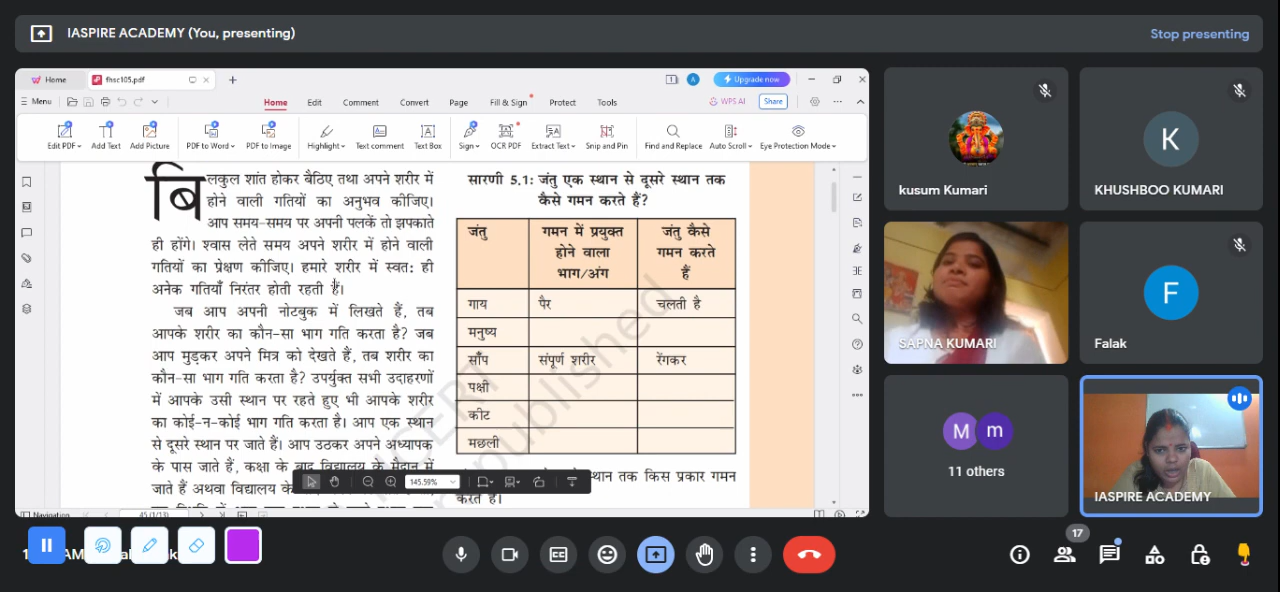 IASPIRE ACADEMY (You, presenting)
Stop presenting
Home
fhsc105.pdf
Upgrade now
Menu
Home Edit Comment Convert Page Fill & Sign Protect Tools
WPS AI Share
Edit PDF Add Text Add Picture PDF to Word PDF to Image Highlight Text comment Text Box Sign OCR PDF Extract Text Snip and Pin Find and Replace Auto Scroll Eye Protection Mode
बिलकुल शांत होकर बैठिए तथा अपने शरीर में
होने वाली गतियों का अनुभव कीजिए।
आप समय-समय पर अपनी पलकें तो झपकाते
ही होंगे। श्वास लेते समय अपने शरीर में होने वाली
गतियों का प्रेक्षण कीजिए। हमारे शरीर में स्वतः ही
अनेक गतियाँ निरंतर होती रहती हैं।
जब आप अपनी नोटबुक में लिखते हैं, तब
आपके शरीर का कौन-सा भाग गति करता है? जब
आप मुड़कर अपने मित्र को देखते हैं, तब शरीर का
कौन-सा भाग गति करता है? उपर्युक्त सभी उदाहरणों
में आपके उसी स्थान पर रहते हुए भी आपके शरीर
का कोई-न-कोई भाग गति करता है। आप एक स्थान
से दूसरे स्थान पर जाते हैं। आप उठकर अपने अध्यापक
के पास जाते हैं, कक्षा के बाद विद्यालय के मैदान में
जाते हैं अथवा विद्यालय के
सारणी 5.1: जंतु एक स्थान से दूसरे स्थान तक
कैसे गमन करते हैं?
जंतु
गमन में प्रयुक्त
होने वाला
भाग/अंग
जंतु कैसे
गमन करते
हैं
गाय पैर चलती है
मनुष्य
साँप संपूर्ण शरीर रेंगकर
पक्षी
कीट
मछली
स्थान तक किस प्रकार गमन
करते हैं।
145.59%
Navigation
45 (1/13)
kusum Kumari
K
KHUSHBOO KUMARI
SAPNA KUMARI
F
Falak
M m
11 others
IASPIRE ACADEMY
17